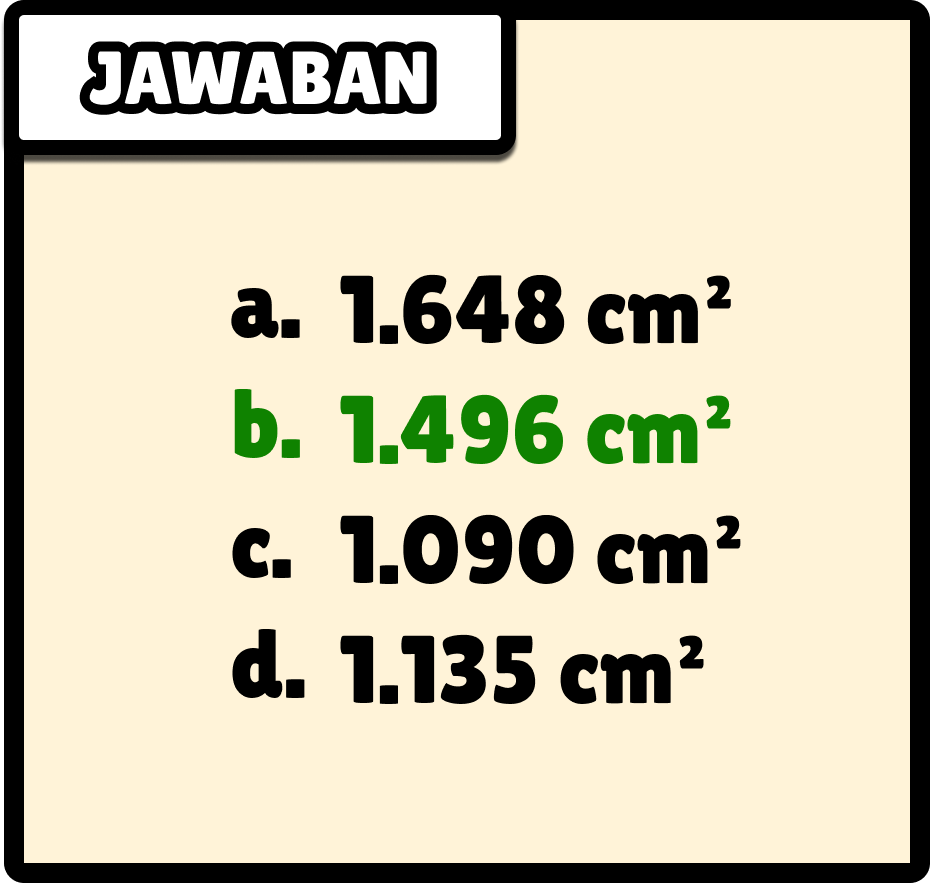 JAWABAN
a. 1.648 cm²
b. 1.496 cm²
c. 1.090 cm²
d. 1.135 cm²